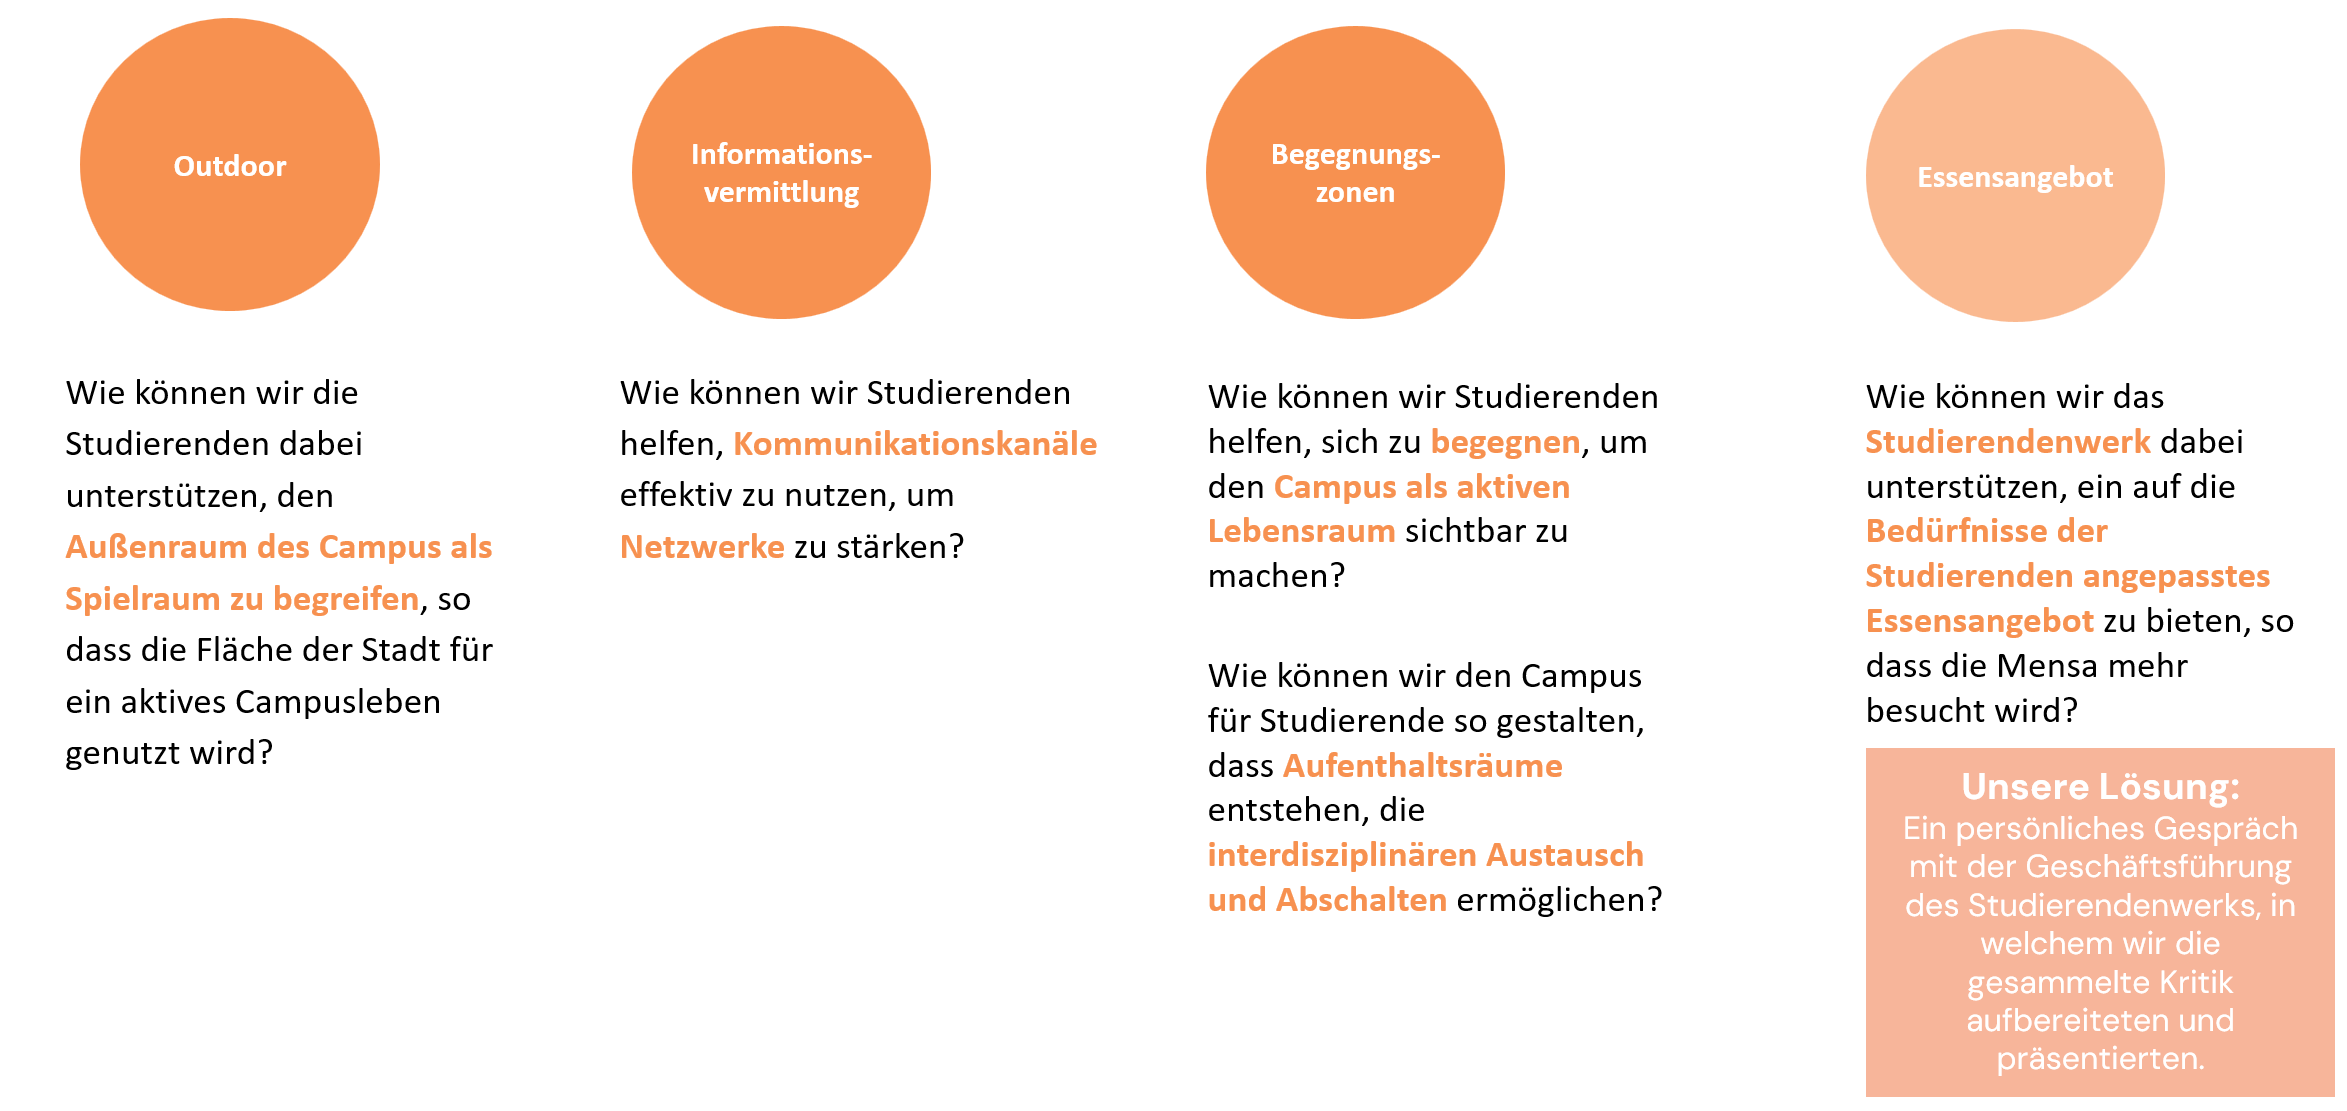 Outdoor
Wie können wir die
Studierenden dabei
unterstützen, den
Außenraum des Campus als
Spielraum zu begreifen, so
dass die Fläche der Stadt für
ein aktives Campusleben
genutzt wird?
Informations-
vermittlung
Wie können wir Studierenden
helfen, Kommunikationskanäle
effektiv zu nutzen, um
Netzwerke zu stärken?
Begegnungs-
zonen
Wie können wir Studierenden
helfen, sich zu begegnen, um
den Campus als aktiven
Lebensraum sichtbar zu
machen?
Wie können wir den Campus
für Studierende so gestalten,
dass Aufenthaltsräume
entstehen, die
interdisziplinären Austausch
und Abschalten ermöglichen?
Essensangebot
Wie können wir das
Studierendenwerk dabei
unterstützen, ein auf die
Bedürfnisse der
Studierenden angepasstes
Essensangebot zu bieten, so
dass die Mensa mehr
besucht wird?
Unsere Lösung:
Ein persönliches Gespräch
mit der Geschäftsführung
des Studierendenwerks, in
welchem wir die
gesammelte Kritik
aufbereiteten und
präsentierten.